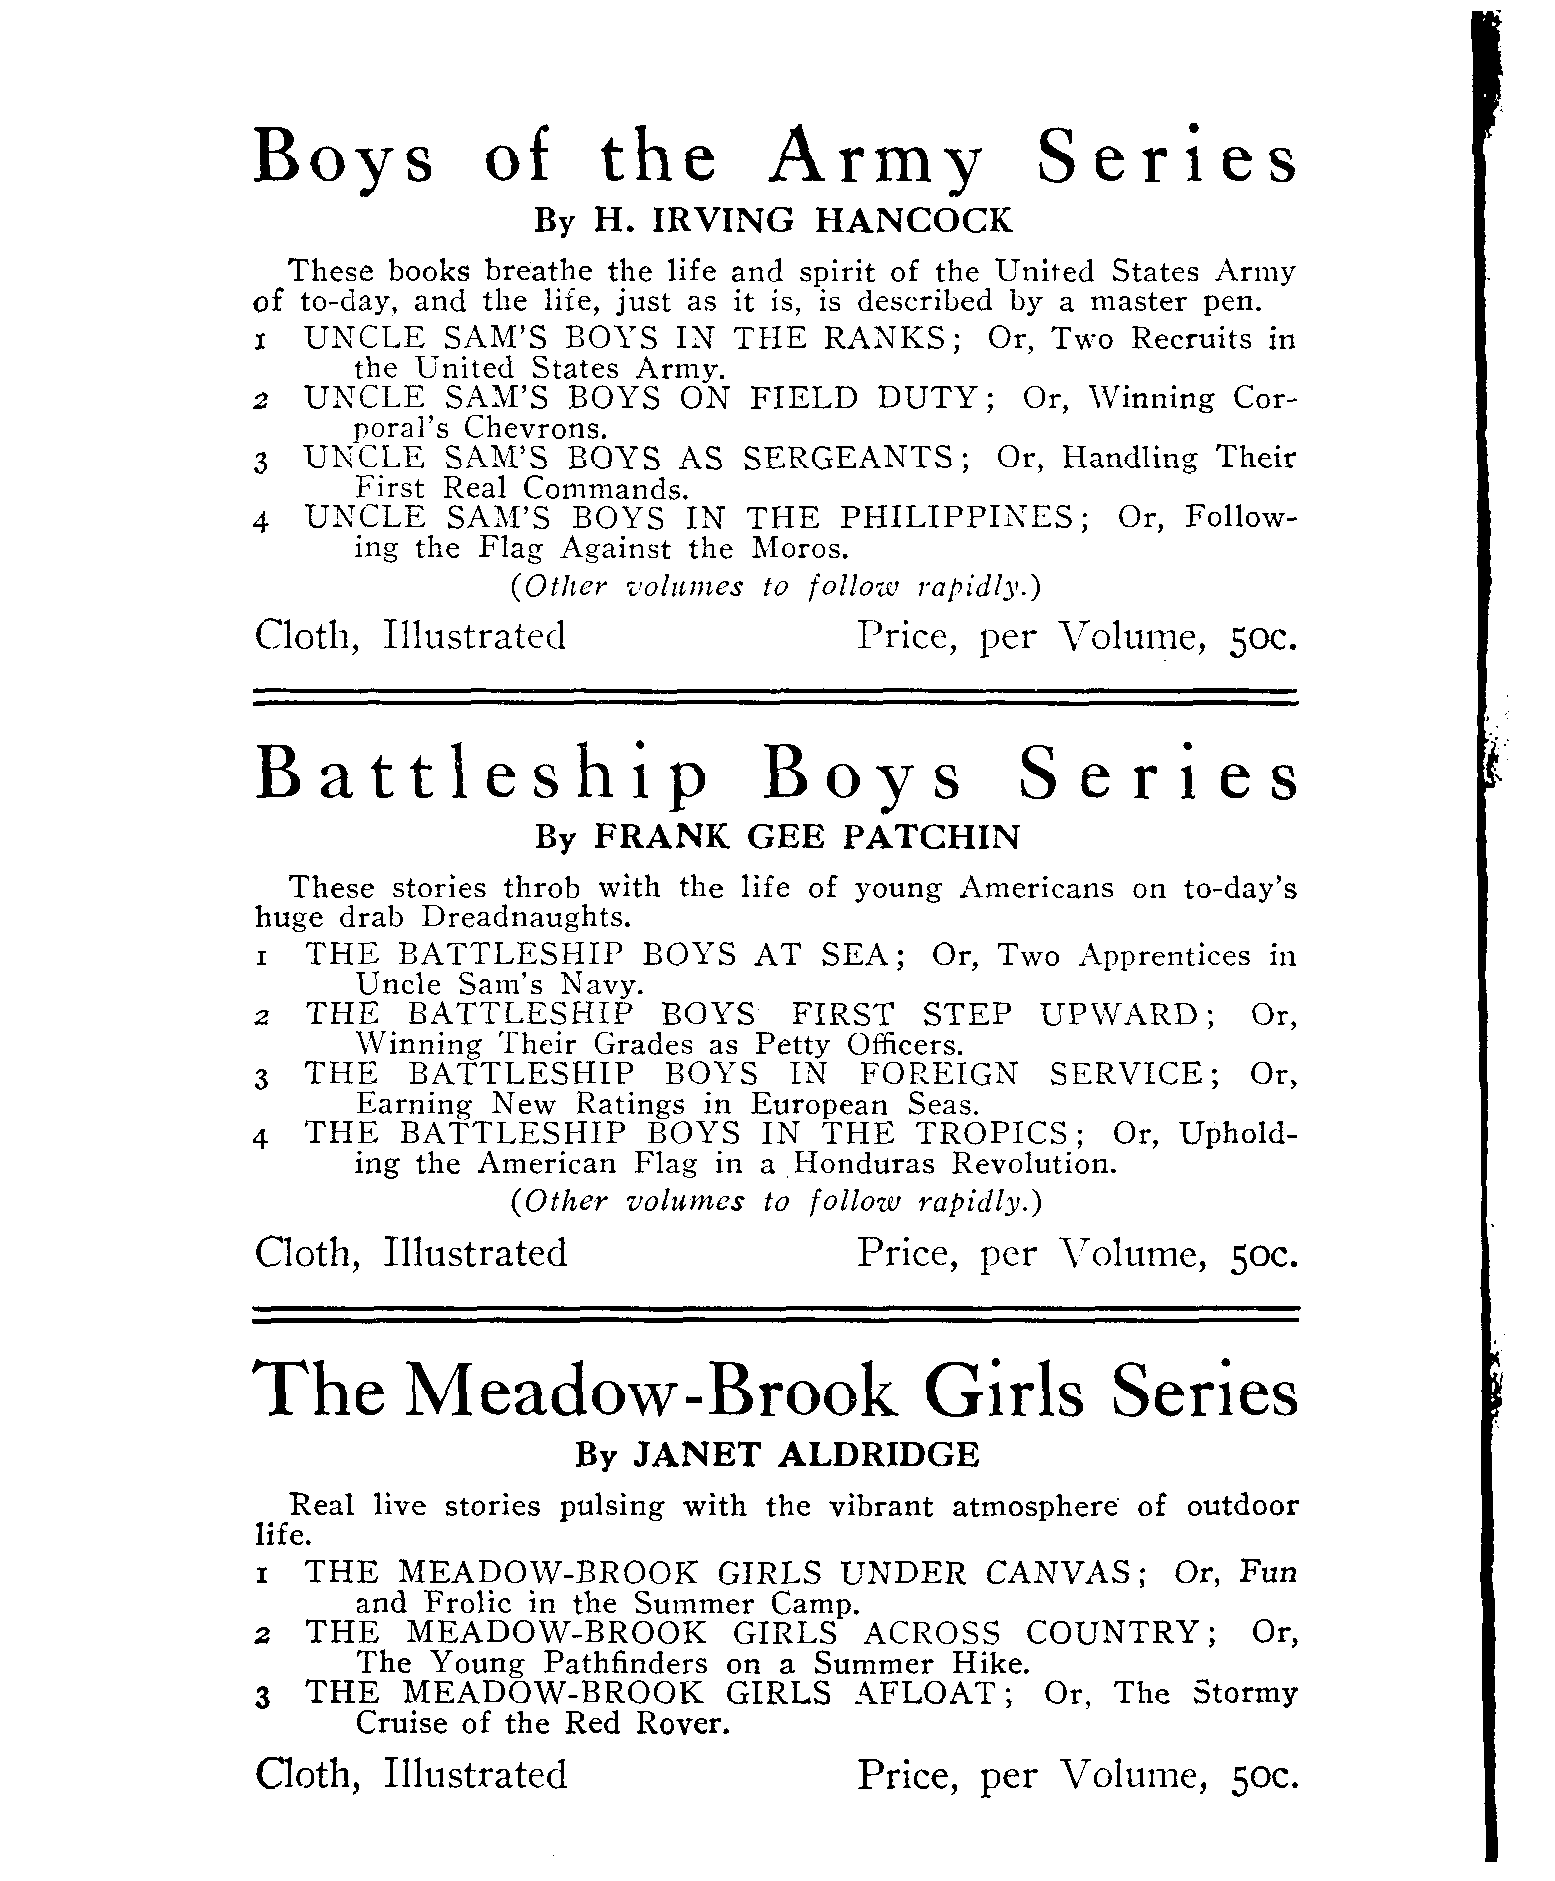 Boys of the Army Series
By H. IRVING HANCOCK
These books breathe the life and spirit of the United States Army
of to-day, and the life, just as it is, is described by a master pen.
1 UNCLE SAM'S BOYS IN THE RANKS; Or, Two Recruits in
the United States Army.
2 UNCLE SAM'S BOYS ON FIELD DUTY; Or, Winning Cor-
poral's Chevrons.
3 UNCLE SAM'S BOYS AS SERGEANTS; Or, Handling Their
First Real Commands.
4 UNCLE SAM'S BOYS IN THE PHILIPPINES; Or, Follow-
ing the Flag Against the Moros.
(Other volumes to follow rapidly.)
Cloth, Illustrated Price, per Volume, 50c.
Battleship Boys Series
By FRANK GEE PATCHIN
These stories throb with the life of young Americans on to-day's
huge drab Dreadnaughts.
1 THE BATTLESHIP BOYS AT SEA; Or, Two Apprentices in
Uncle Sam's Navy.
2 THE BATTLESHIP BOYS FIRST STEP UPWARD; Or,
Winning Their Grades as Petty Officers.
3 THE BATTLESHIP BOYS IN FOREIGN SERVICE; Or,
Earning New Ratings in European Seas.
4 THE BATTLESHIP BOYS IN THE TROPICS; Or, Uphold-
ing the American Flag in a Honduras Revolution.
(Other volumes to follow rapidly.)
Cloth, Illustrated Price, per Volume, 50c.
The Meadow-Brook Girls Series
By JANET ALDRIDGE
Real live stories pulsing with the vibrant atmosphere of outdoor
life.
1 THE MEADOW-BROOK GIRLS UNDER CANVAS; Or, Fun
and Frolic in the Summer Camp.
2 THE MEADOW-BROOK GIRLS ACROSS COUNTRY; Or,
The Young Pathfinders on a Summer Hike.
3 THE MEADOW-BROOK GIRLS AFLOAT; Or, The Stormy
Cruise of the Red Rover.
Cloth, Illustrated Price, per Volume, 50c.